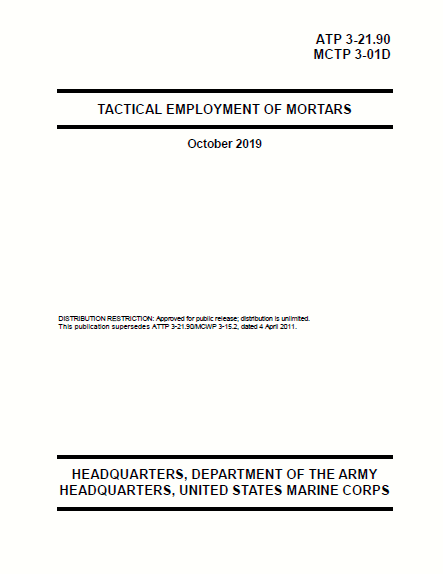 ATP 3-21.90
MCTP 3-01D
TACTICAL EMPLOYMENT OF MORTARS
October 2019
DISTRIBUTION RESTRICTION: Approved for public release; distribution is unlimited.
This publication supersedes ATTP 3-21.90/MCWP 3-15.2, dated 4 April 2011.
HEADQUARTERS, DEPARTMENT OF THE ARMY
HEADQUARTERS, UNITED STATES MARINE CORPS